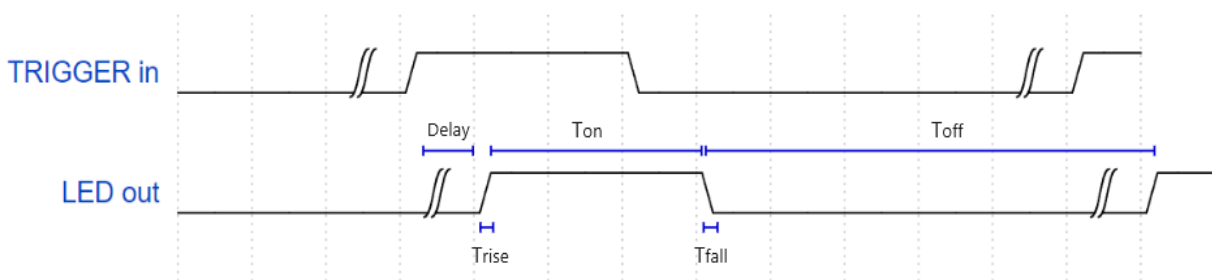 TRIGGER in
Delay
Ton
Toff
LED out
Trise
Tfall